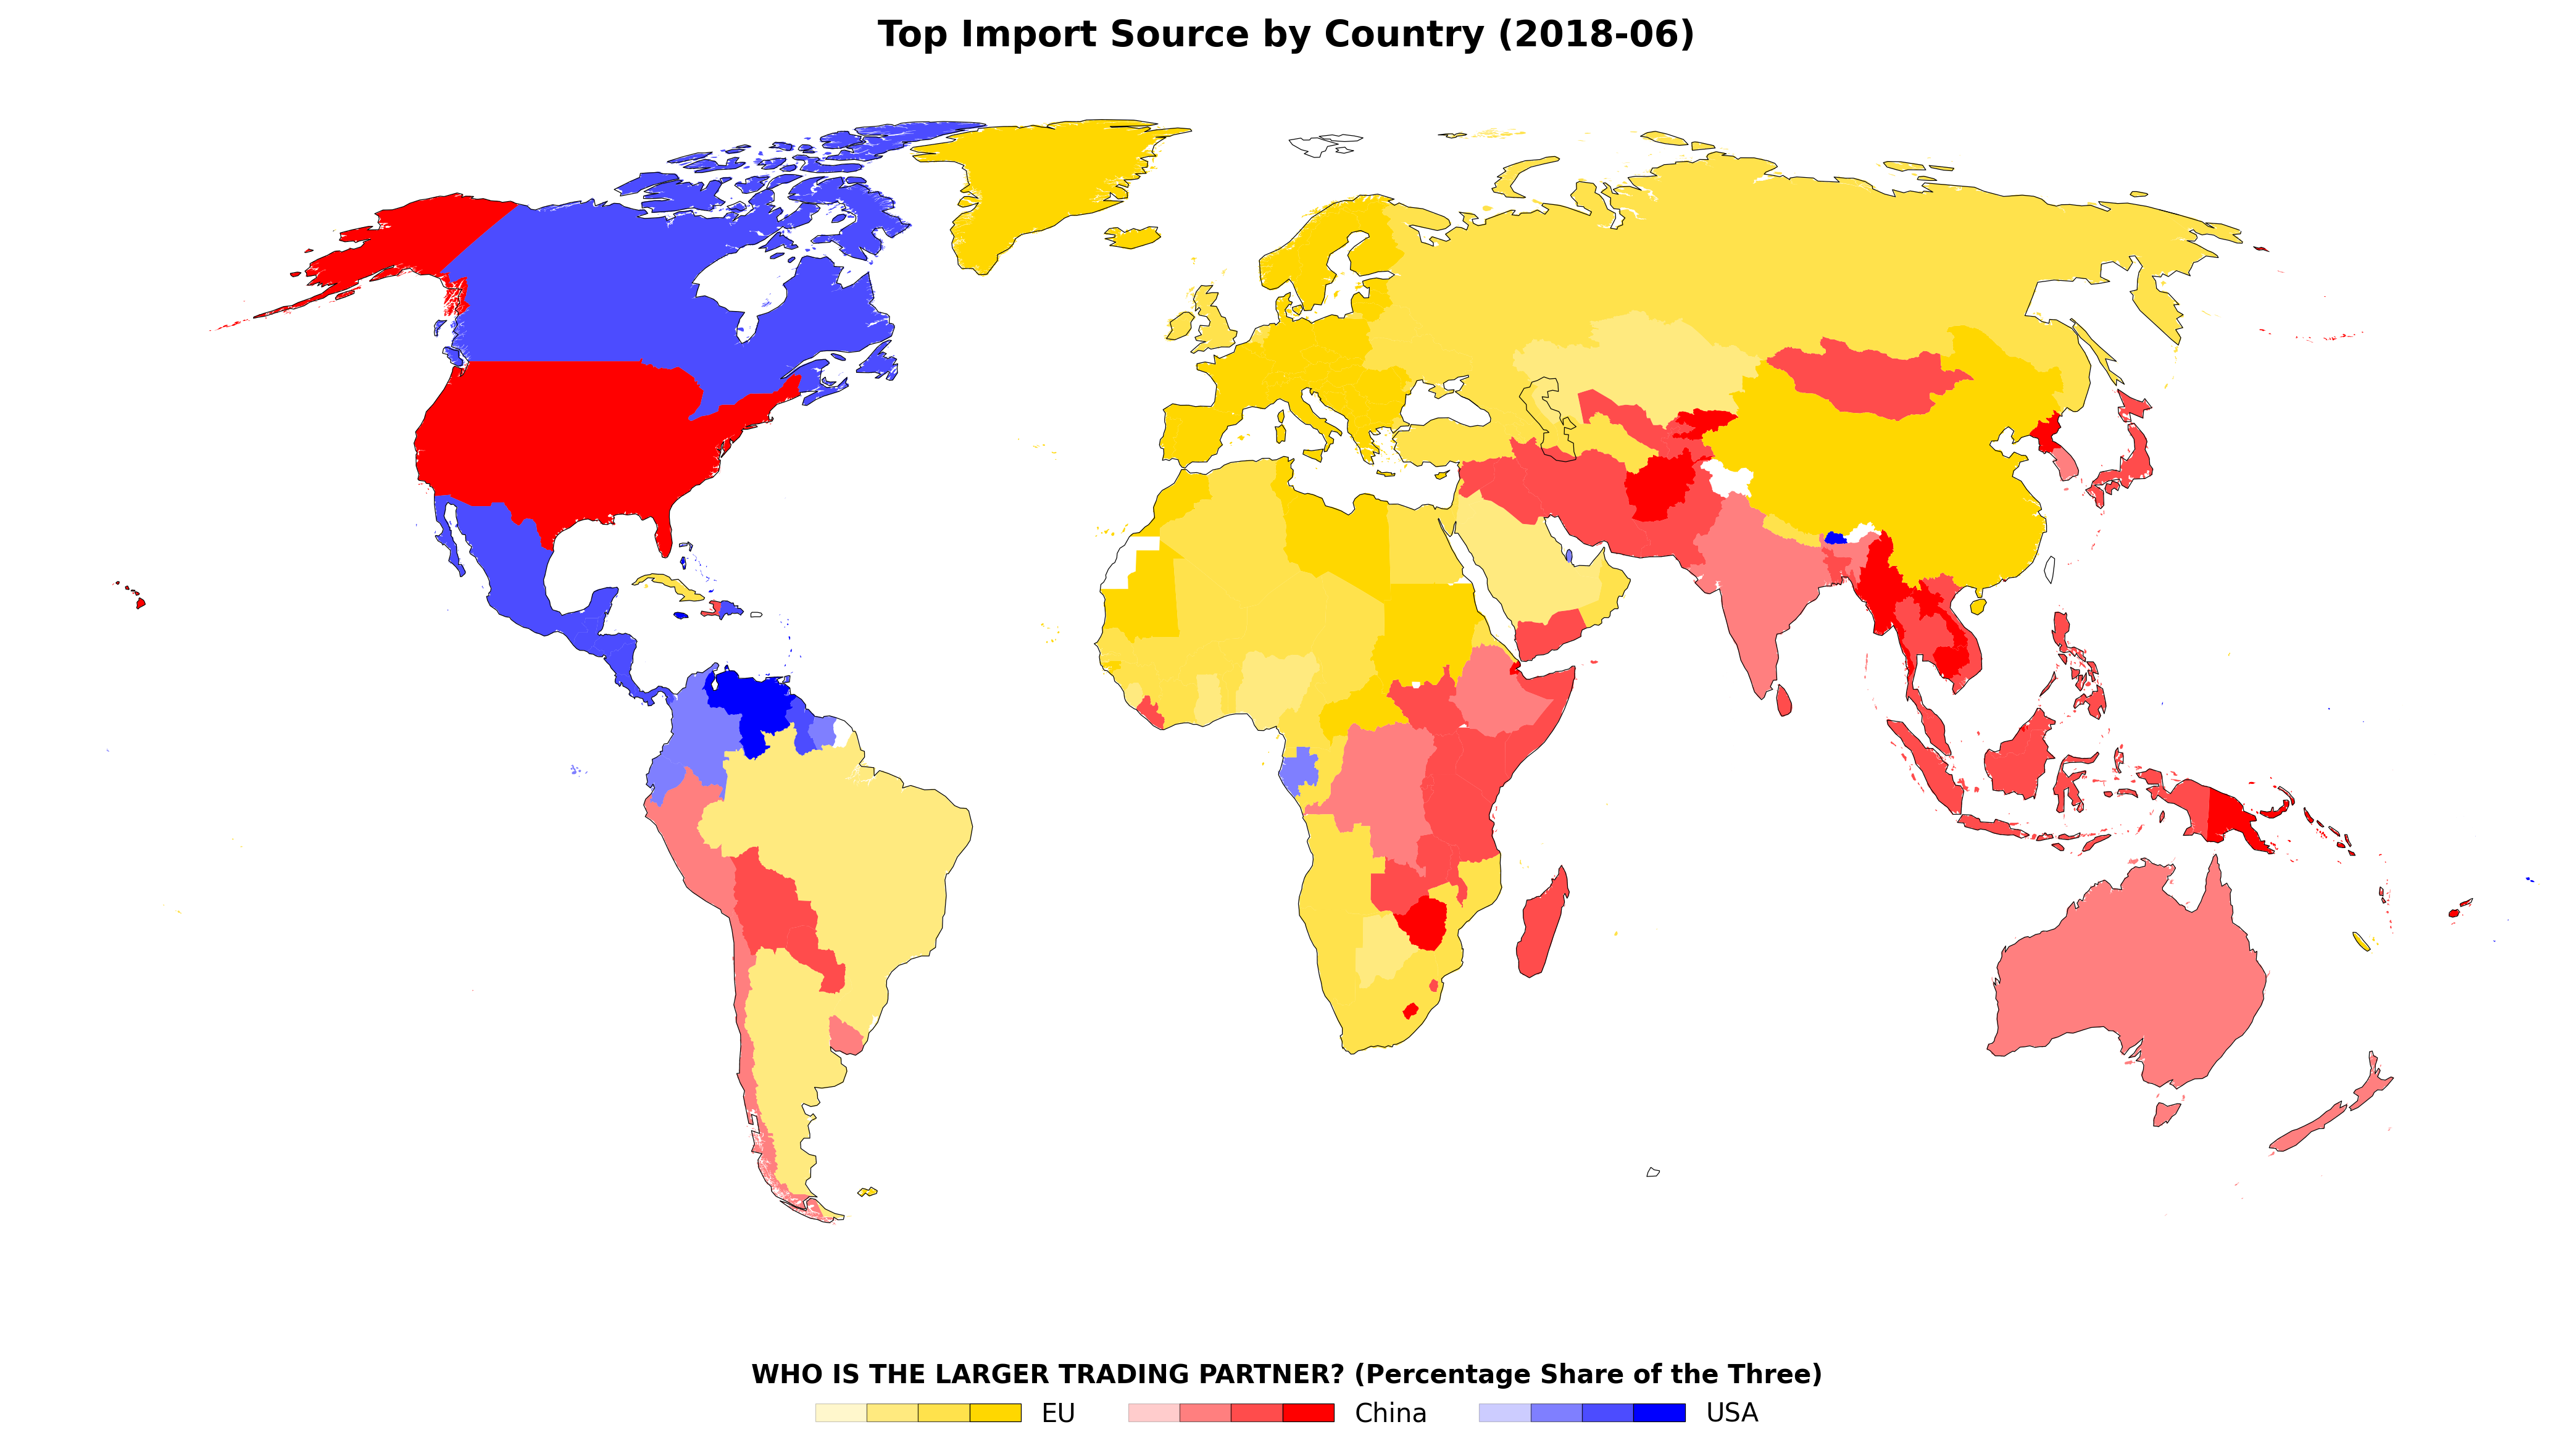 Top Import Source by Country (2018-06)
WHO IS THE LARGER TRADING PARTNER? (Percentage Share of the Three)
EU China USA